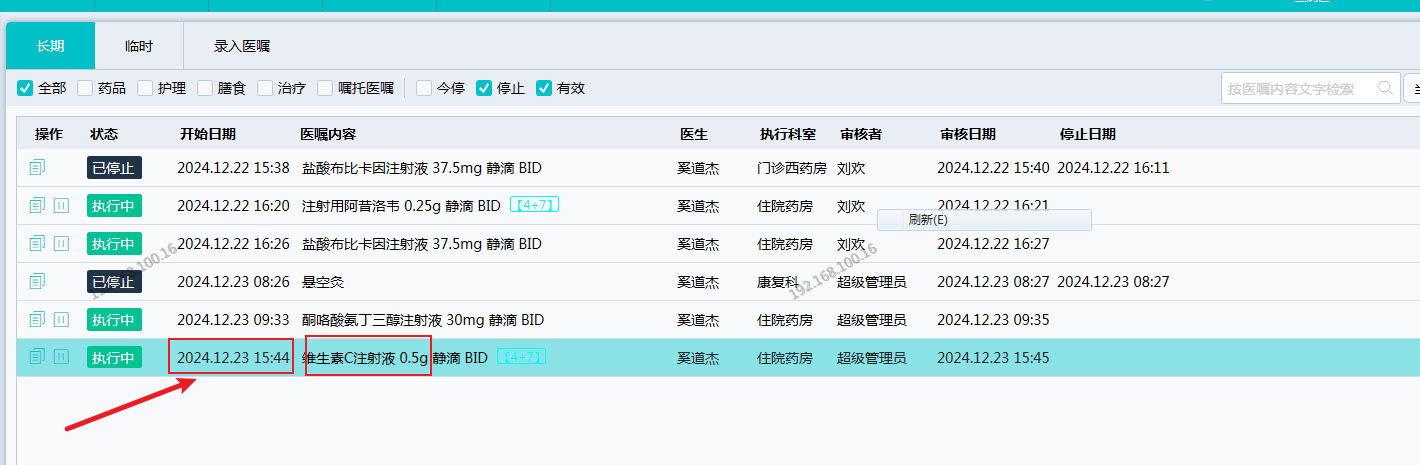 长期 临时 录入医嘱
全部 药品 护理 膳食 治疗 嘱托医嘱 今停 停止 有效 按医嘱内容文字检索
操作 状态 开始日期 医嘱内容 医生 执行科室 审核者 审核日期 停止日期
已停止 2024.12.22 15:38 盐酸布比卡因注射液 37.5mg 静滴 BID 奚道杰 门诊西药房 刘欢 2024.12.22 15:40 2024.12.22 16:11
执行中 2024.12.22 16:20 注射用阿昔洛韦 0.25g 静滴 BID 【4+7】 奚道杰 住院药房 刘欢 2024.12.22 16:21
刷新(E)
执行中 2024.12.22 16:26 盐酸布比卡因注射液 37.5mg 静滴 BID 奚道杰 住院药房 刘欢 2024.12.22 16:27
192.168.100.16 192.168.100.16
已停止 2024.12.23 08:26 悬空灸 奚道杰 康复科 超级管理员 2024.12.23 08:27 2024.12.23 08:27
执行中 2024.12.23 09:33 酮咯酸氨丁三醇注射液 30mg 静滴 BID 奚道杰 住院药房 超级管理员 2024.12.23 09:35
执行中 2024.12.23 15:44 维生素C注射液 0.5g 静滴 BID 【4+7】 奚道杰 住院药房 超级管理员 2024.12.23 15:45